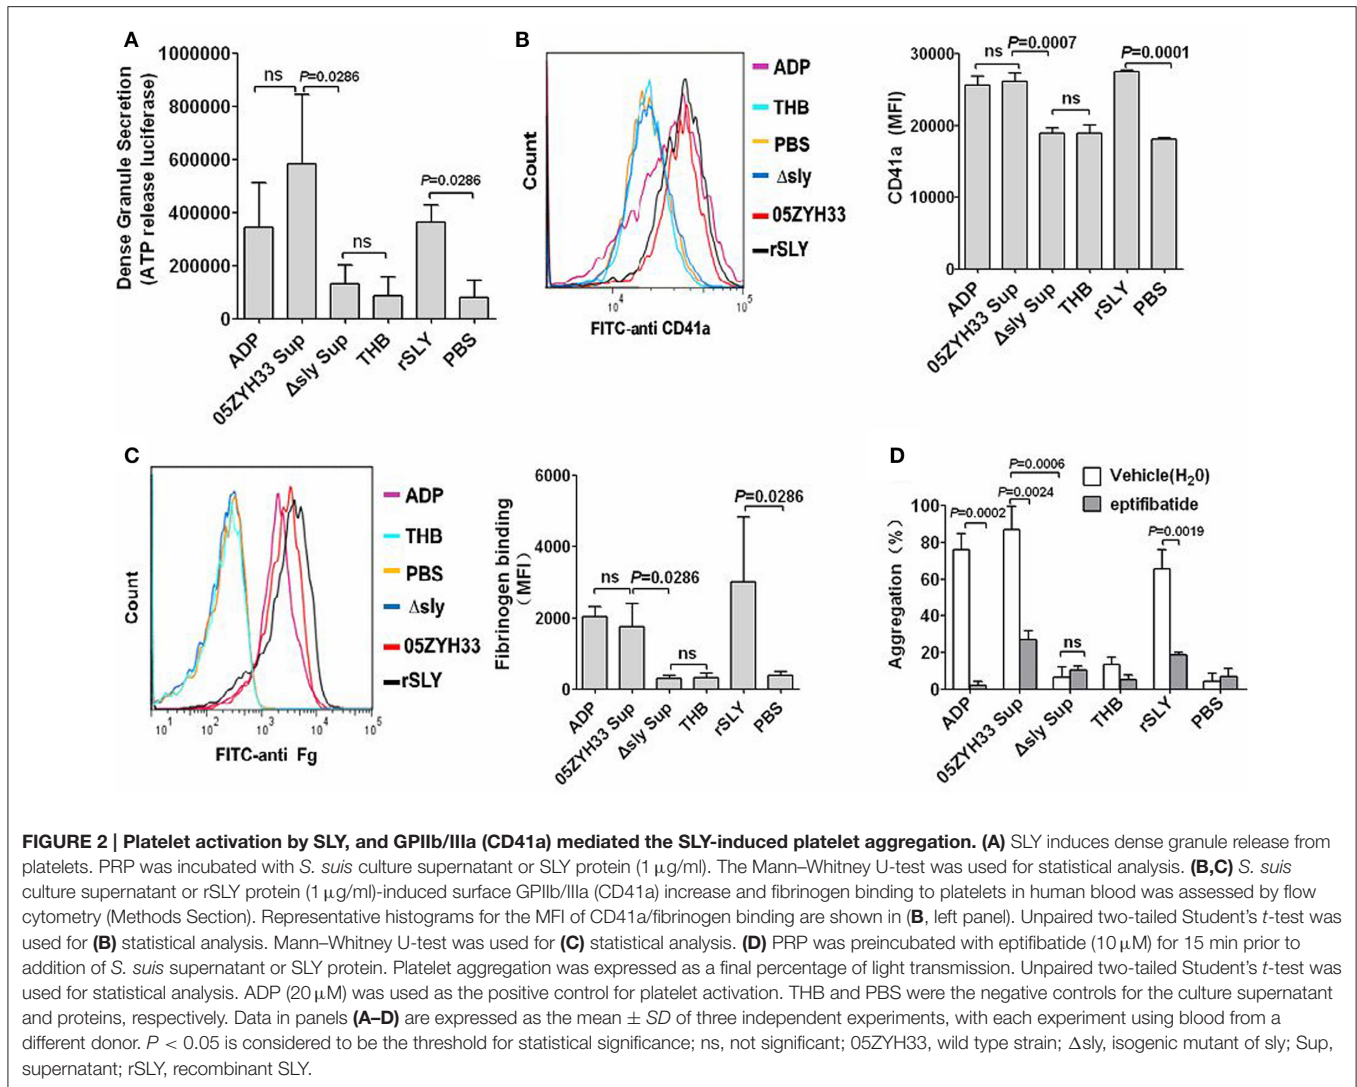 A
Dense Granule Secretion
(ATP release luciferase)
1000000
800000
600000
400000
200000
0
ns
P=0.0286
ns
P=0.0286
ADP
05ZYH33 Sup
Δsly Sup
THB
rSLY
PBS
B
Count
10^4
10^5
FITC-anti CD41a
ADP
THB
PBS
Δsly
05ZYH33
rSLY
CD41a (MFI)
30000
20000
10000
0
ns
P=0.0007
ns
P=0.0001
ADP
05ZYH33 Sup
Δsly Sup
THB
rSLY
PBS
C
Count
10^1
10^2
10^3
10^4
10^5
FITC-anti Fg
ADP
THB
PBS
Δsly
05ZYH33
rSLY
Fibrinogen binding
(MFI)
6000
4000
2000
0
ns
P=0.0286
ns
P=0.0286
ADP
05ZYH33 Sup
Δsly Sup
THB
rSLY
PBS
D
Aggregation (%)
100
80
60
40
20
0
P=0.0002
P=0.0006
P=0.0024
ns
P=0.0019
Vehicle(H₂0)
eptifibatide
ADP
05ZYH33 Sup
Δsly Sup
THB
rSLY
PBS
FIGURE 2 | Platelet activation by SLY, and GPIIb/IIIa (CD41a) mediated the SLY-induced platelet aggregation. (A) SLY induces dense granule release from
platelets. PRP was incubated with S. suis culture supernatant or SLY protein (1 μg/ml). The Mann–Whitney U-test was used for statistical analysis. (B,C) S. suis
culture supernatant or rSLY protein (1 μg/ml)-induced surface GPIIb/IIIa (CD41a) increase and fibrinogen binding to platelets in human blood was assessed by flow
cytometry (Methods Section). Representative histograms for the MFI of CD41a/fibrinogen binding are shown in (B, left panel). Unpaired two-tailed Student's t-test was
used for (B) statistical analysis. Mann–Whitney U-test was used for (C) statistical analysis. (D) PRP was preincubated with eptifibatide (10 μM) for 15 min prior to
addition of S. suis supernatant or SLY protein. Platelet aggregation was expressed as a final percentage of light transmission. Unpaired two-tailed Student's t-test was
used for statistical analysis. ADP (20 μM) was used as the positive control for platelet activation. THB and PBS were the negative controls for the culture supernatant
and proteins, respectively. Data in panels (A–D) are expressed as the mean ± SD of three independent experiments, with each experiment using blood from a
different donor. P < 0.05 is considered to be the threshold for statistical significance; ns, not significant; 05ZYH33, wild type strain; Δsly, isogenic mutant of sly; Sup,
supernatant; rSLY, recombinant SLY.